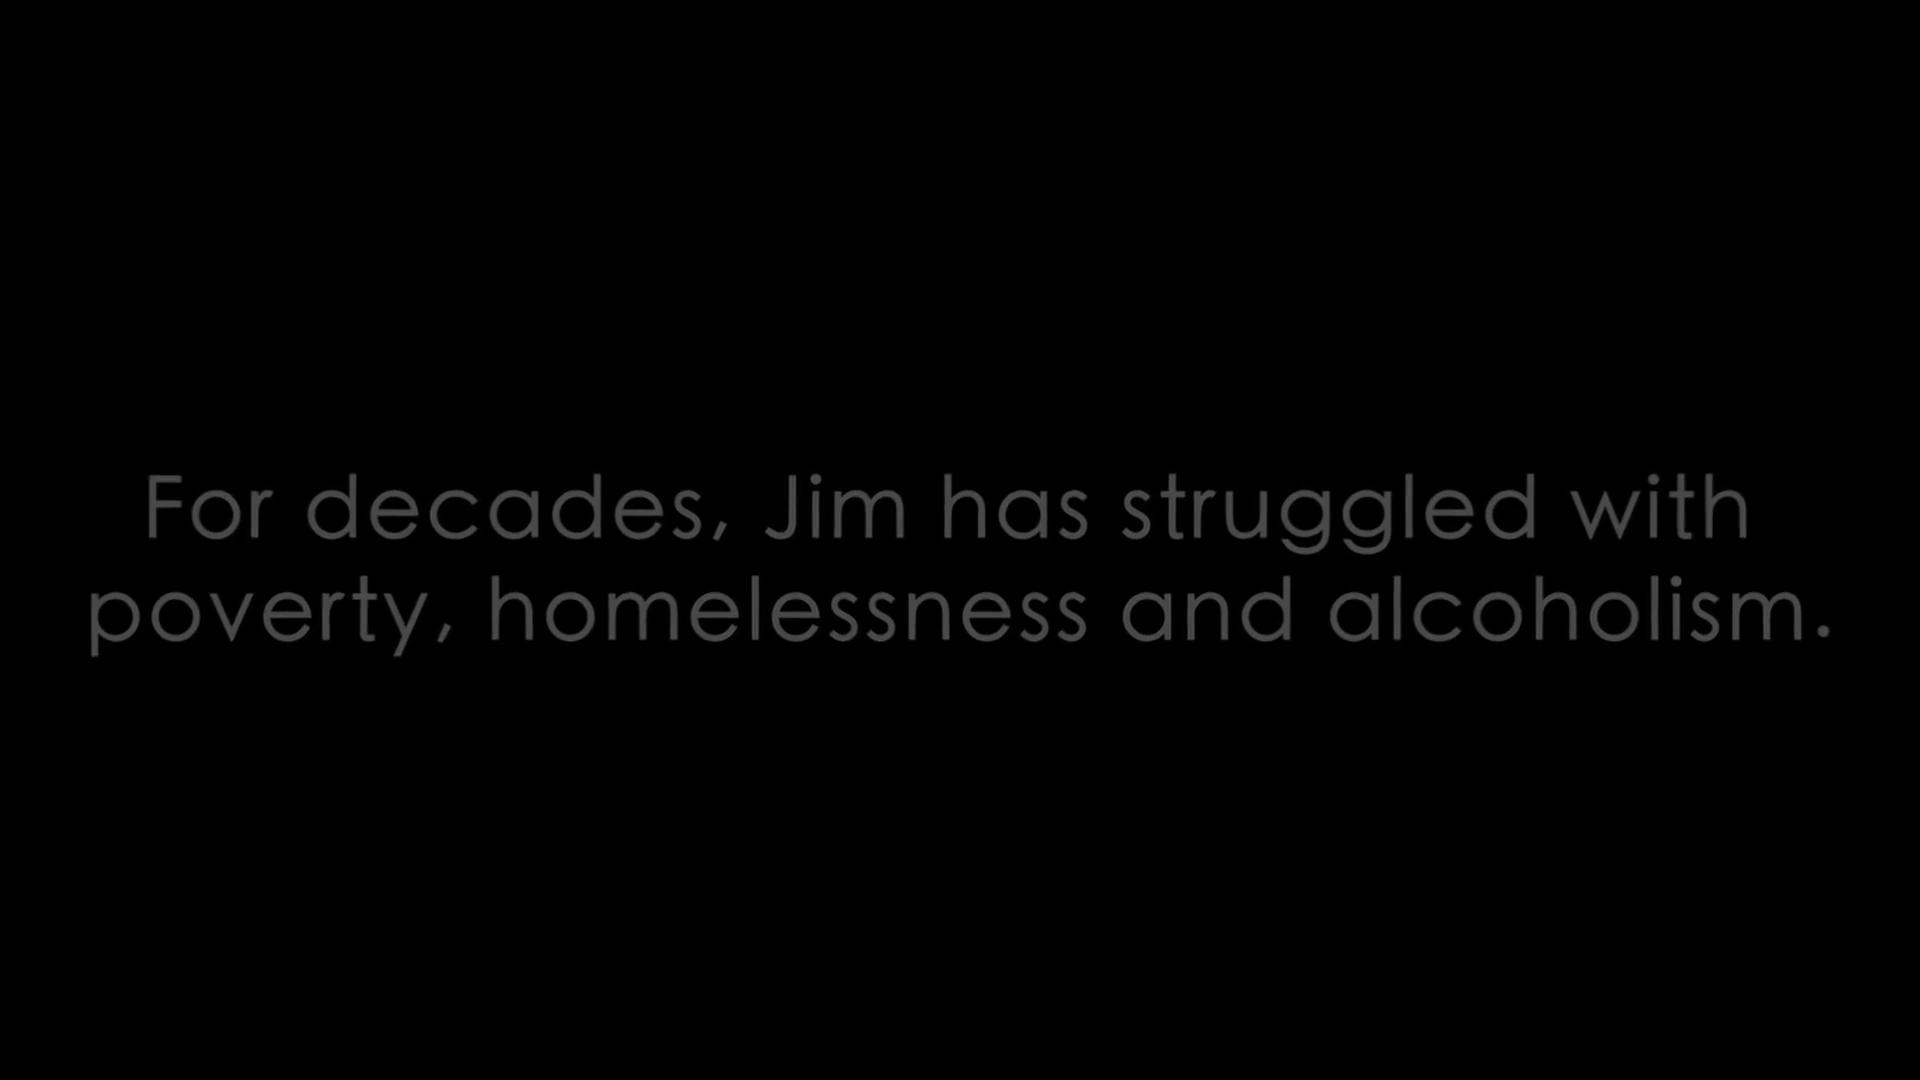 For decades, Jim has struggled with
poverty, homelessness and alcoholism.